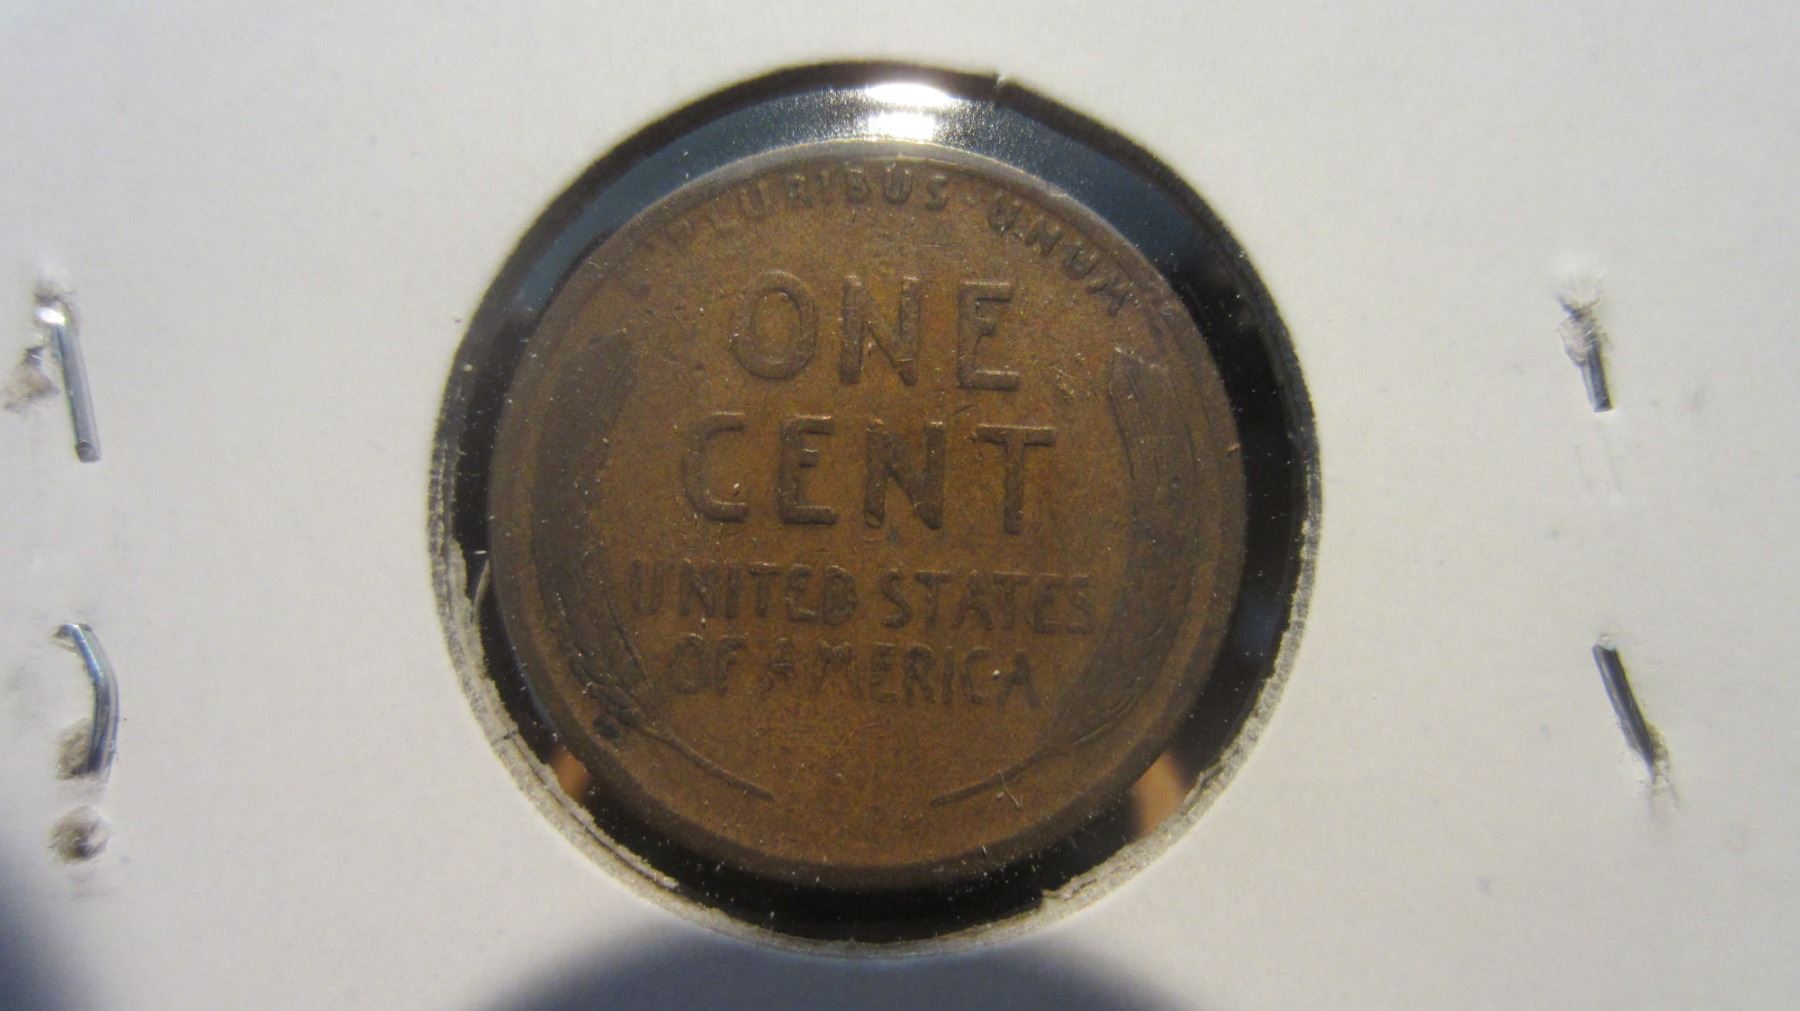 PLURIBUS · UNUM
ONE
CENT
UNITED STATES
OF AMERICA